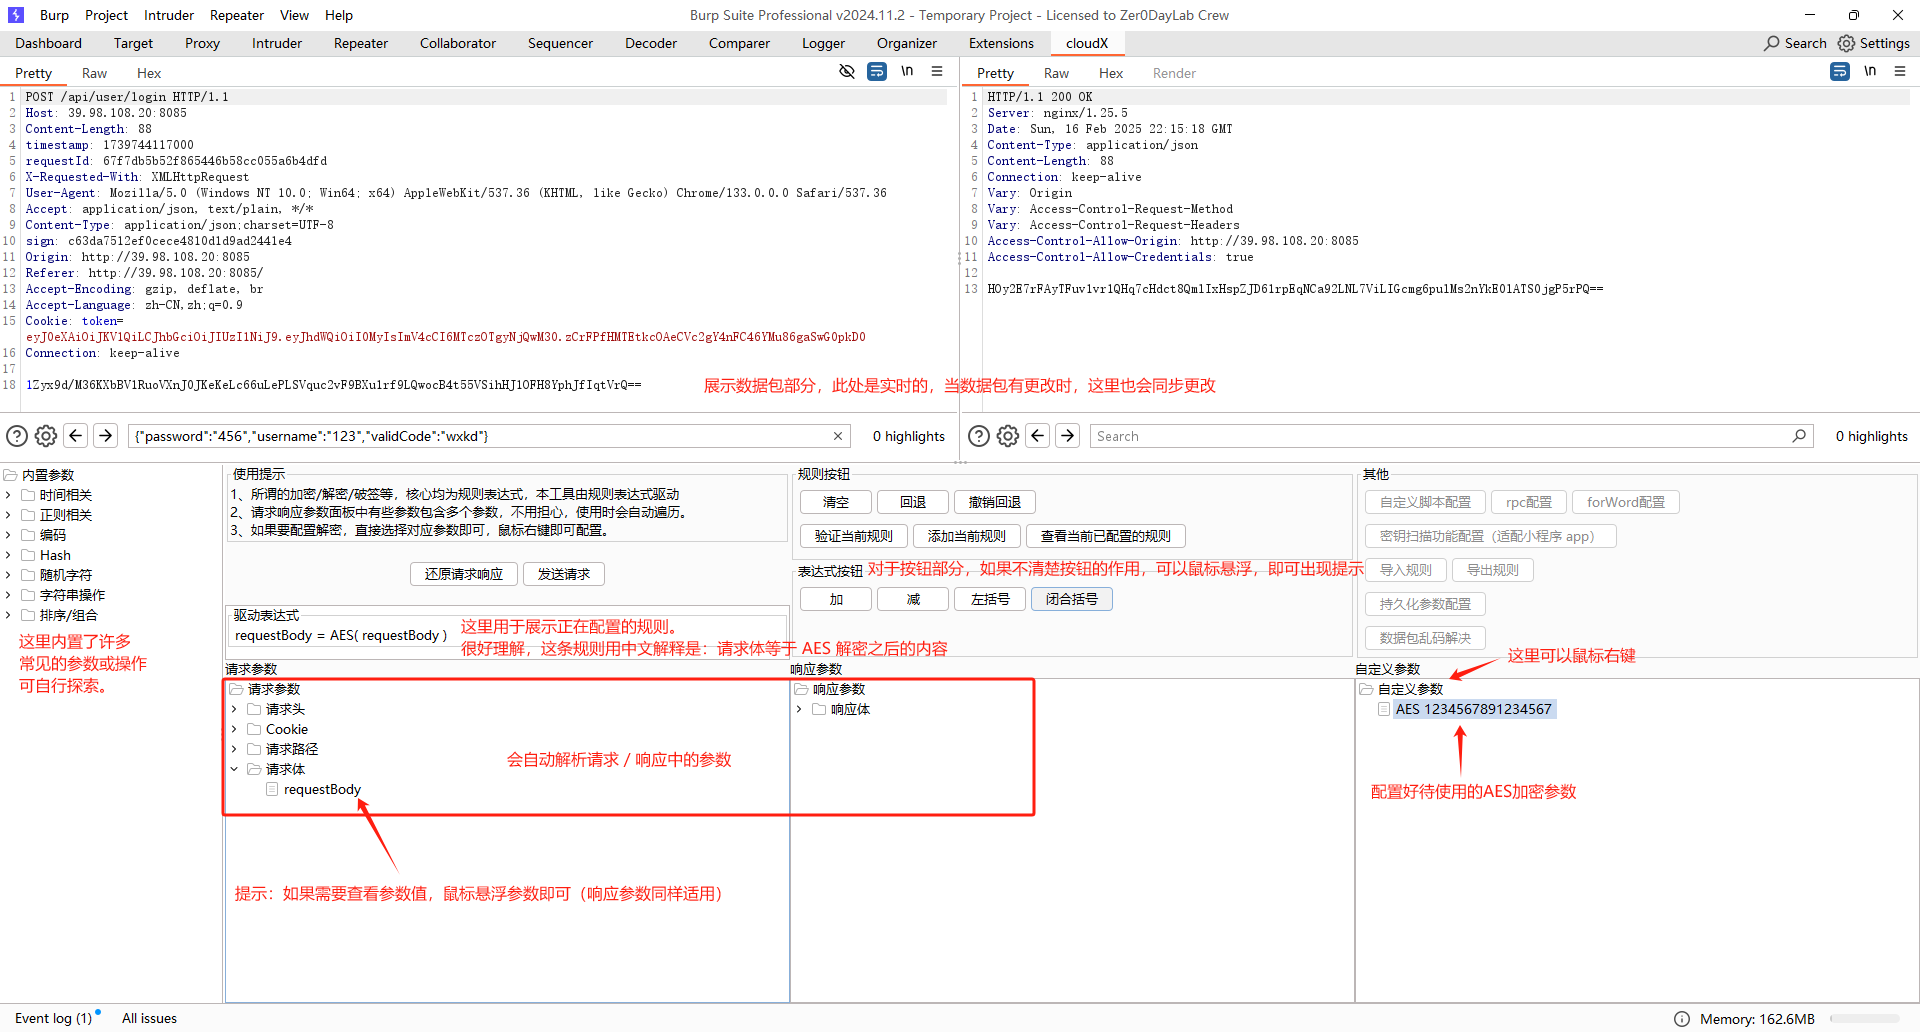 Burp Project Intruder Repeater View Help
Burp Suite Professional v2024.11.2 - Temporary Project - Licensed to Zer0DayLab Crew
Dashboard Target Proxy Intruder Repeater Collaborator Sequencer Decoder Comparer Logger Organizer Extensions cloudX Search Settings
Pretty Raw Hex \n
1 POST /api/user/login HTTP/1.1
2 Host: 39.98.108.20:8085
3 Content-Length: 88
4 timestamp: 1739744117000
5 requestId: 67f7db5b52f865446b58cc055a6b4dfd
6 X-Requested-With: XMLHttpRequest
7 User-Agent: Mozilla/5.0 (Windows NT 10.0; Win64; x64) AppleWebKit/537.36 (KHTML, like Gecko) Chrome/133.0.0.0 Safari/537.36
8 Accept: application/json, text/plain, */*
9 Content-Type: application/json;charset=UTF-8
10 sign: c63da7512ef0cece4810d1d9ad2441e4
11 Origin: http://39.98.108.20:8085
12 Referer: http://39.98.108.20:8085/
13 Accept-Encoding: gzip, deflate, br
14 Accept-Language: zh-CN,zh;q=0.9
15 Cookie: token=
eyJ0eXAiOiJKV1QiLCJhbGciOiJIUzI1NiJ9.eyJhdWQiOiI0MyIsImV4cCI6MTczOTgyNjQwM30.zCrFPfHMTEtkcOAeCVc2gY4nFC46YMu86gaSwG0pkD0
16 Connection: keep-alive
17
18 1Zyx9d/M36KXbBV1RuoVXnJ0JKeKeLc66uLePLSVquc2vF9BXu1rf9LQwocB4t55VSihHJ1OFH8YphJfIqtVrQ==
Pretty Raw Hex Render \n
1 HTTP/1.1 200 OK
2 Server: nginx/1.25.5
3 Date: Sun, 16 Feb 2025 22:15:18 GMT
4 Content-Type: application/json
5 Content-Length: 88
6 Connection: keep-alive
7 Vary: Origin
8 Vary: Access-Control-Request-Method
9 Vary: Access-Control-Request-Headers
10 Access-Control-Allow-Origin: http://39.98.108.20:8085
11 Access-Control-Allow-Credentials: true
12
13 HOy2E7rFAyTFuv1vr1QHq7cHdct8Qm1IxHspZJD61rpEqNCa92LNL7ViLIGcmg6pu1Ms2nYkE01ATS0jgP5rPQ==
展示数据包部分，此处是实时的，当数据包有更改时，这里也会同步更改
{"password":"456","username":"123","validCode":"wxkd"} 0 highlights
Search 0 highlights
内置参数
时间相关
正则相关
编码
Hash
随机字符
字符串操作
排序/组合
这里内置了许多
常见的参数或操作
可自行探索。
使用提示
1、所谓的加密/解密/破签等，核心均为规则表达式，本工具由规则表达式驱动
2、请求响应参数面板中有些参数包含多个参数，不用担心，使用时会自动遍历。
3、如果要配置解密，直接选择对应参数即可，鼠标右键即可配置。
还原请求响应 发送请求
驱动表达式
requestBody = AES( requestBody )
这里用于展示正在配置的规则。
很好理解，这条规则用中文解释是：请求体等于 AES 解密之后的内容
规则按钮
清空 回退 撤销回退
验证当前规则 添加当前规则 查看当前已配置的规则
表达式按钮
对于按钮部分，如果不清楚按钮的作用，可以鼠标悬浮，即可出现提示
加 减 左括号 闭合括号
其他
自定义脚本配置 rpc配置 forWord配置
密钥扫描功能配置（适配小程序 app）
导入规则 导出规则
持久化参数配置
数据包乱码解决
请求参数
请求参数
请求头
Cookie
请求路径
请求体
requestBody
会自动解析请求 / 响应中的参数
提示：如果需要查看参数值，鼠标悬浮参数即可（响应参数同样适用）
响应参数
响应参数
响应体
自定义参数
这里可以鼠标右键
自定义参数
AES 1234567891234567
配置好待使用的AES加密参数
Event log (1) All issues
Memory: 162.6MB